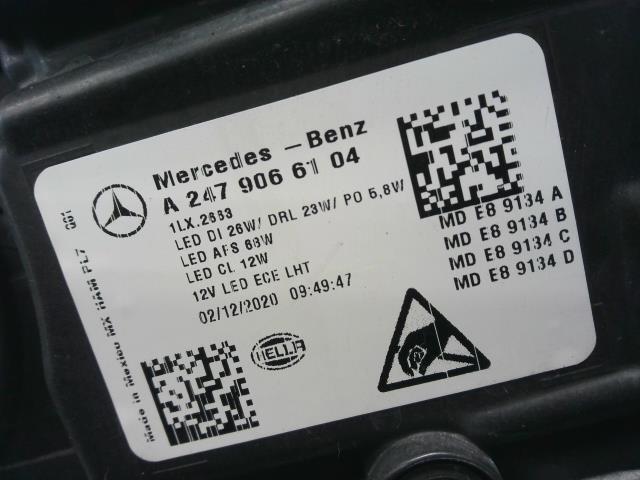 Mercedes - Benz
A 247 906 61 04
1LX.2663
LED DI 26W/ DRL 23W/ PO 5,8W
LED AFS 68W
LED CL 12W
12V LED ECE LHT
02/12/2020 09:49:47
MD E8 9134 A
MD E8 9134 B
MD E8 9134 C
MD E8 9134 D
HELLA
Made in Mexico MX HAM PL7 001